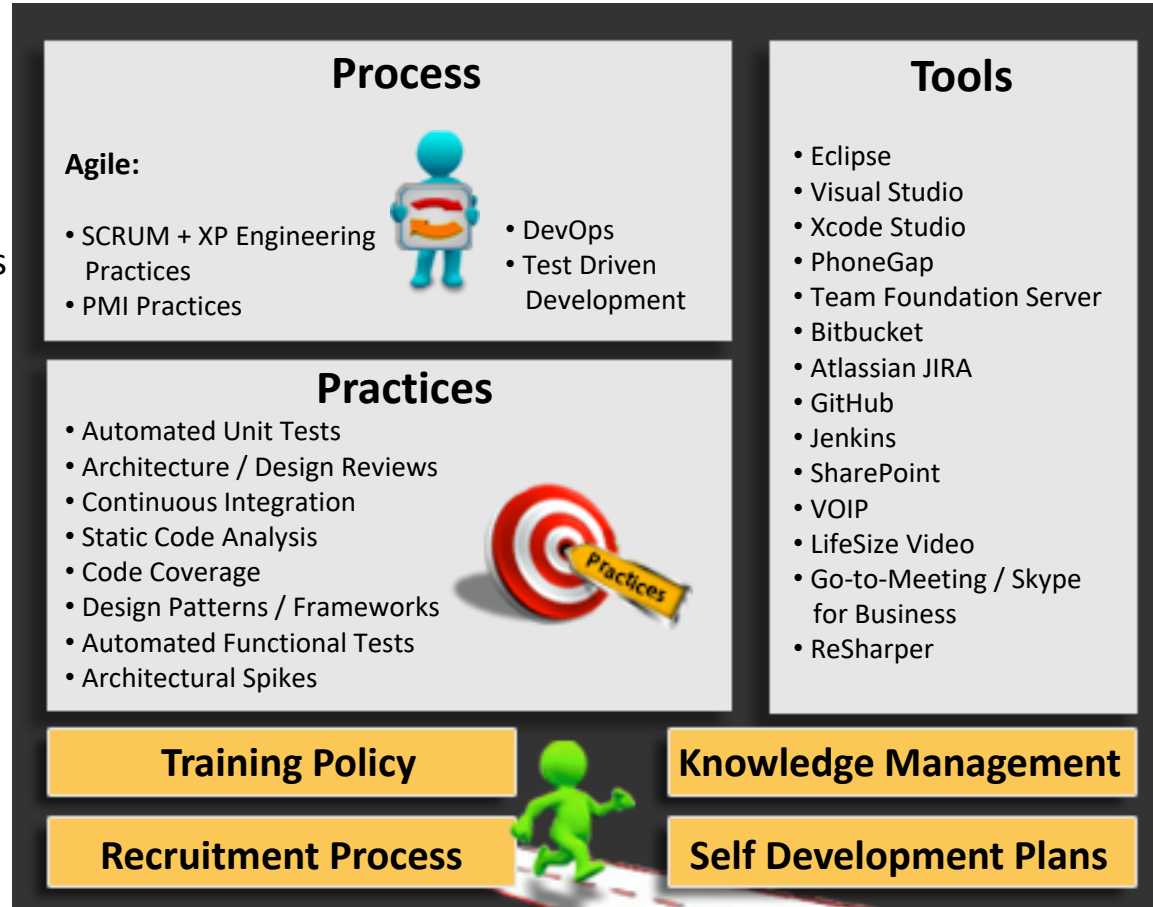 Process
Agile:
• SCRUM + XP Engineering
Practices
• PMI Practices
• DevOps
• Test Driven
Development
Practices
• Automated Unit Tests
• Architecture / Design Reviews
• Continuous Integration
• Static Code Analysis
• Code Coverage
• Design Patterns / Frameworks
• Automated Functional Tests
• Architectural Spikes
Practices
Tools
• Eclipse
• Visual Studio
• Xcode Studio
• PhoneGap
• Team Foundation Server
• Bitbucket
• Atlassian JIRA
• GitHub
• Jenkins
• SharePoint
• VOIP
• LifeSize Video
• Go-to-Meeting / Skype
for Business
• ReSharper
Training Policy
Knowledge Management
Recruitment Process
Self Development Plans
s